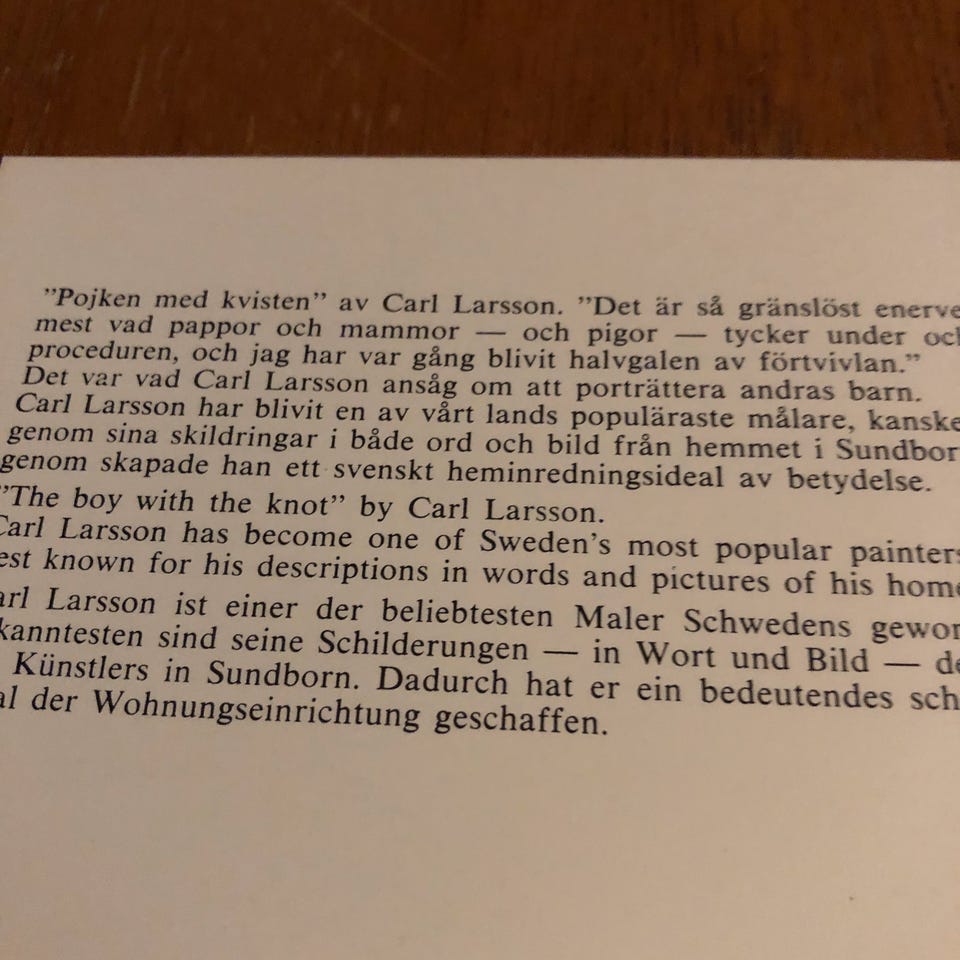 ”Pojken med kvisten” av Carl Larsson. ”Det är så gränslöst enerve
mest vad pappor och mammor — och pigor — tycker under och
proceduren, och jag har var gång blivit halvgalen av förtvivlan.”
Det var vad Carl Larsson ansåg om att porträttera andras barn.
Carl Larsson har blivit en av vårt lands populäraste målare, kanske
genom sina skildringar i både ord och bild från hemmet i Sundbor
genom skapade han ett svenskt heminredningsideal av betydelse.
”The boy with the knot” by Carl Larsson.
Carl Larsson has become one of Sweden's most popular painters
est known for his descriptions in words and pictures of his home
arl Larsson ist einer der beliebtesten Maler Schwedens gewor
kanntesten sind seine Schilderungen — in Wort und Bild — de
Künstlers in Sundborn. Dadurch hat er ein bedeutendes sch
al der Wohnungseinrichtung geschaffen.